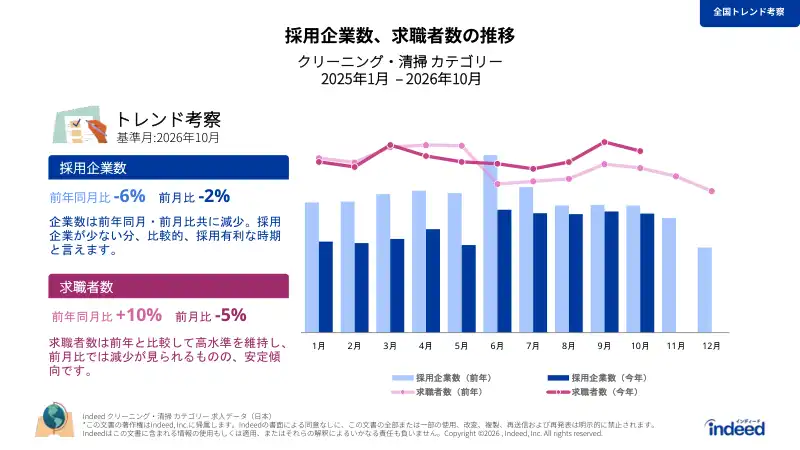 全国トレンド考察
採用企業数、求職者数の推移
クリーニング・清掃 カテゴリー
2025年1月 – 2026年10月
トレンド考察
基準月:2026年10月
採用企業数
前年同月比 -6% 前月比 -2%
企業数は前年同月・前月比共に減少。採用
企業が少ない分、比較的、採用有利な時期
と言えます。
求職者数
前年同月比 +10% 前月比 -5%
求職者数は前年と比較して高水準を維持し、
前月比では減少が見られるものの、安定傾
向です。
1月 2月 3月 4月 5月 6月 7月 8月 9月 10月 11月 12月
採用企業数（前年） 採用企業数（今年）
求職者数（前年） 求職者数（今年）
Indeed クリーニング・清掃 カテゴリー 求人データ（日本）
*この文書の著作権はIndeed, Inc.に帰属します。Indeedの書面による同意なしに、この文書の全部または一部の使用、改変、複製、再送信および再発表は明示的に禁止されます。
Indeedはこの文書に含まれる情報の使用もしくは適用、またはそれらの解釈によるいかなる責任も負いません。Copyright ©2026 , Indeed, Inc. All rights reserved.
インディード
indeed